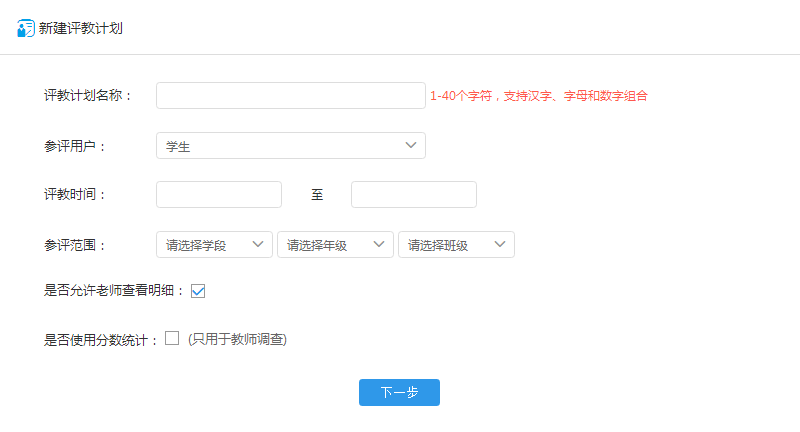 新建评教计划
评教计划名称： 1-40个字符，支持汉字、字母和数字组合
参评用户： 学生
评教时间： 至
参评范围： 请选择学段 请选择年级 请选择班级
是否允许老师查看明细：
是否使用分数统计： (只用于教师调查)
下一步